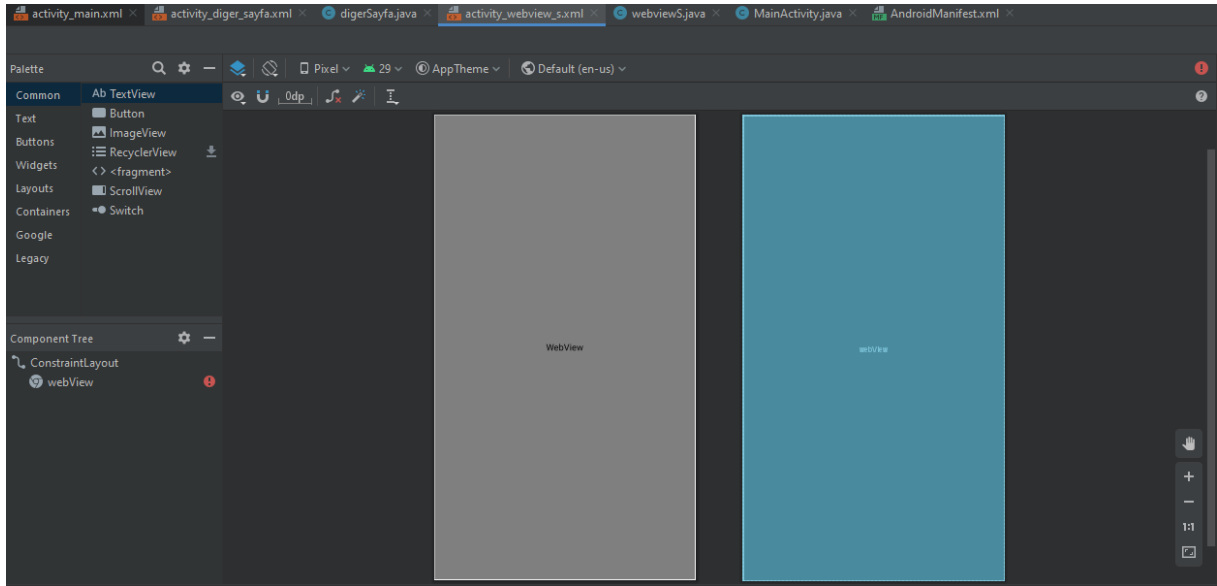 activity_main.xml activity_diger_sayfa.xml digerSayfa.java activity_webview_s.xml webviewS.java MainActivity.java AndroidManifest.xml
Palette
Pixel 29 AppTheme Default (en-us)
Common
Text
Buttons
Widgets
Layouts
Containers
Google
Legacy
Ab TextView
Button
ImageView
RecyclerView
<> <fragment>
ScrollView
Switch
0dp
Component Tree
ConstraintLayout
webView
WebView
WebView
1:1